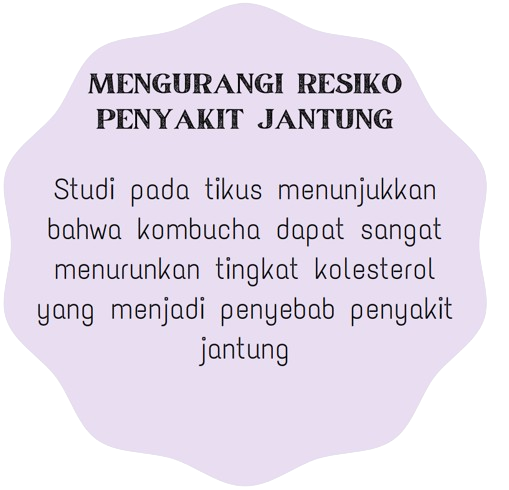 MENGURANGI RESIKO
PENYAKIT JANTUNG
Studi pada tikus menunjukkan
bahwa kombucha dapat sangat
menurunkan tingkat kolesterol
yang menjadi penyebab penyakit
jantung